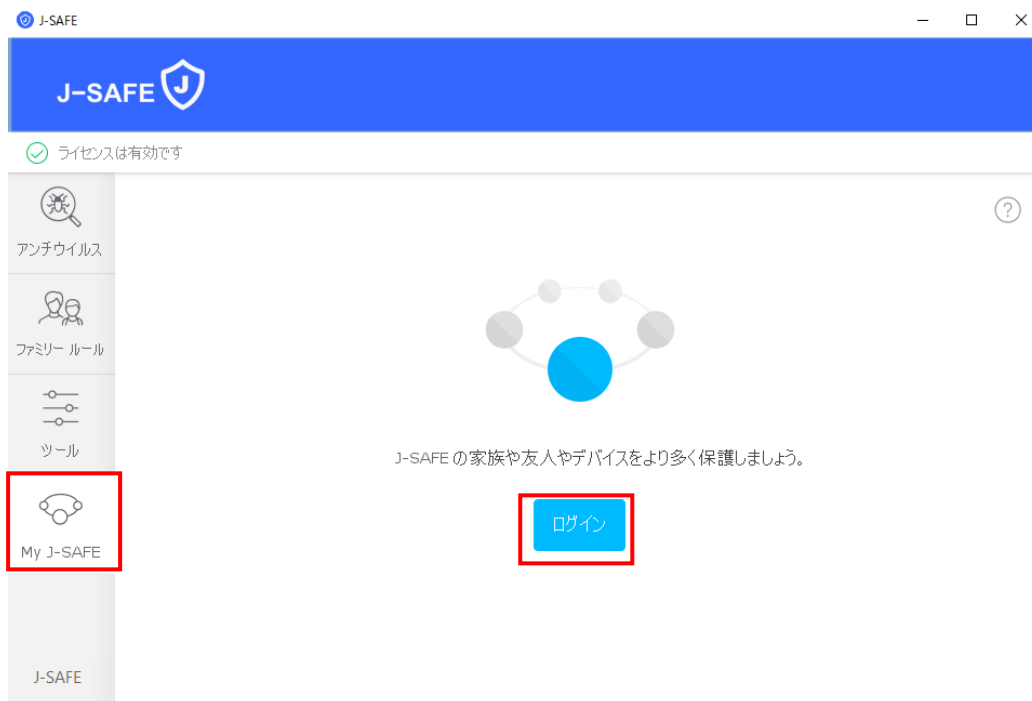 J-SAFE
J-SAFE J
ライセンスは有効です
アンチウイルス
ファミリー ルール
ツール
My J-SAFE
J-SAFE
?
J-SAFE の家族や友人やデバイスをより多く保護しましょう。
ログイン